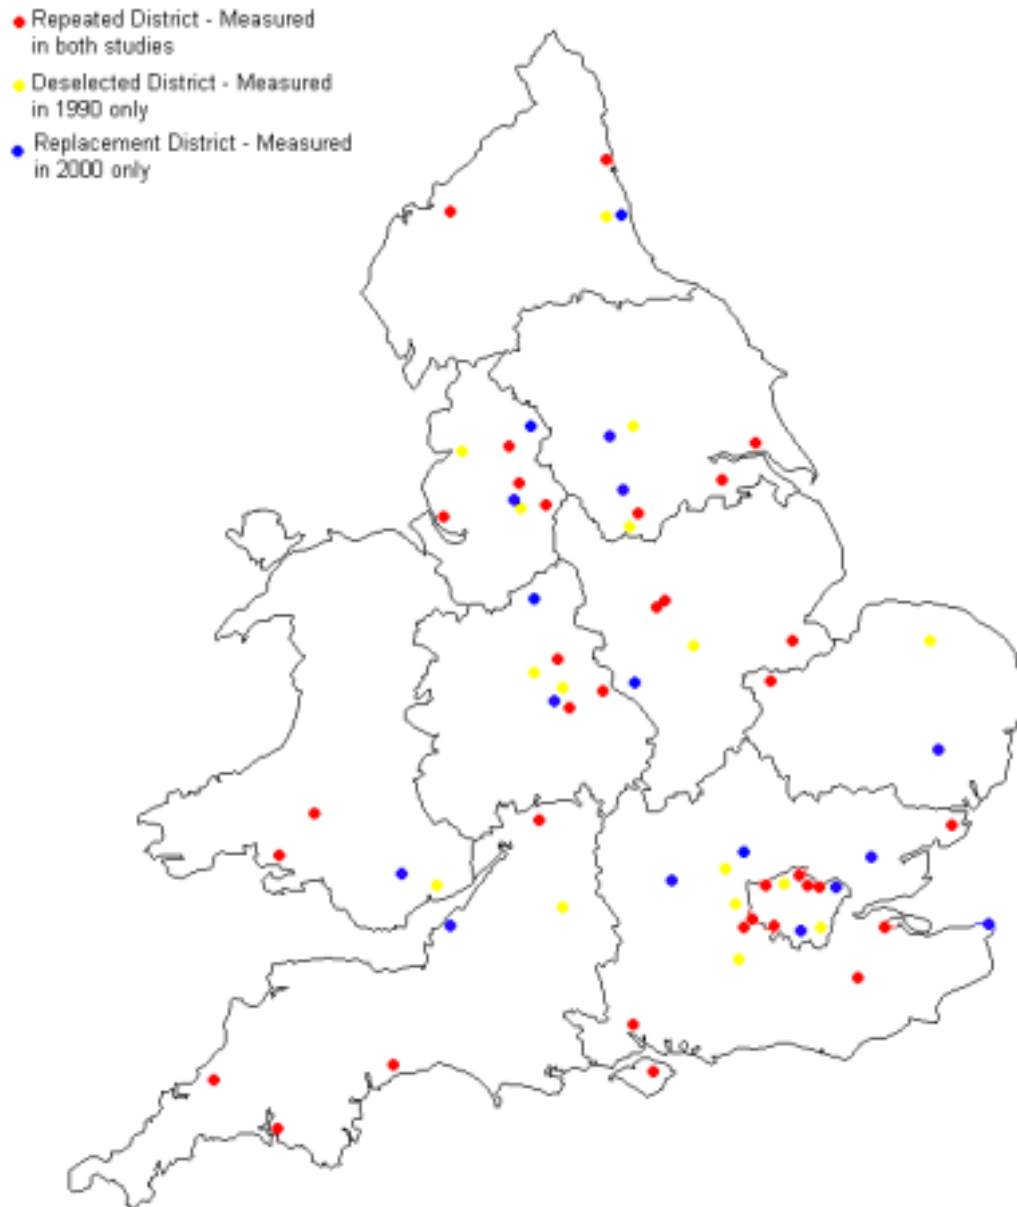 Repeated District - Measured
in both studies
Deselected District - Measured
in 1990 only
Replacement District - Measured
in 2000 only